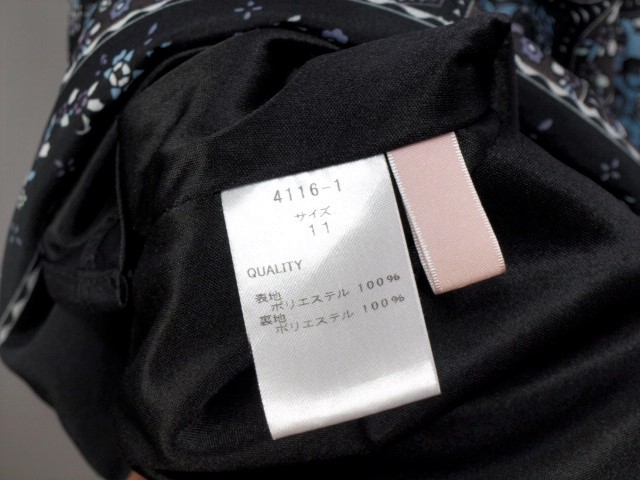 4116-1
サイズ
11
QUALITY
表地
ポリエステル 100%
裏地
ポリエステル 100%